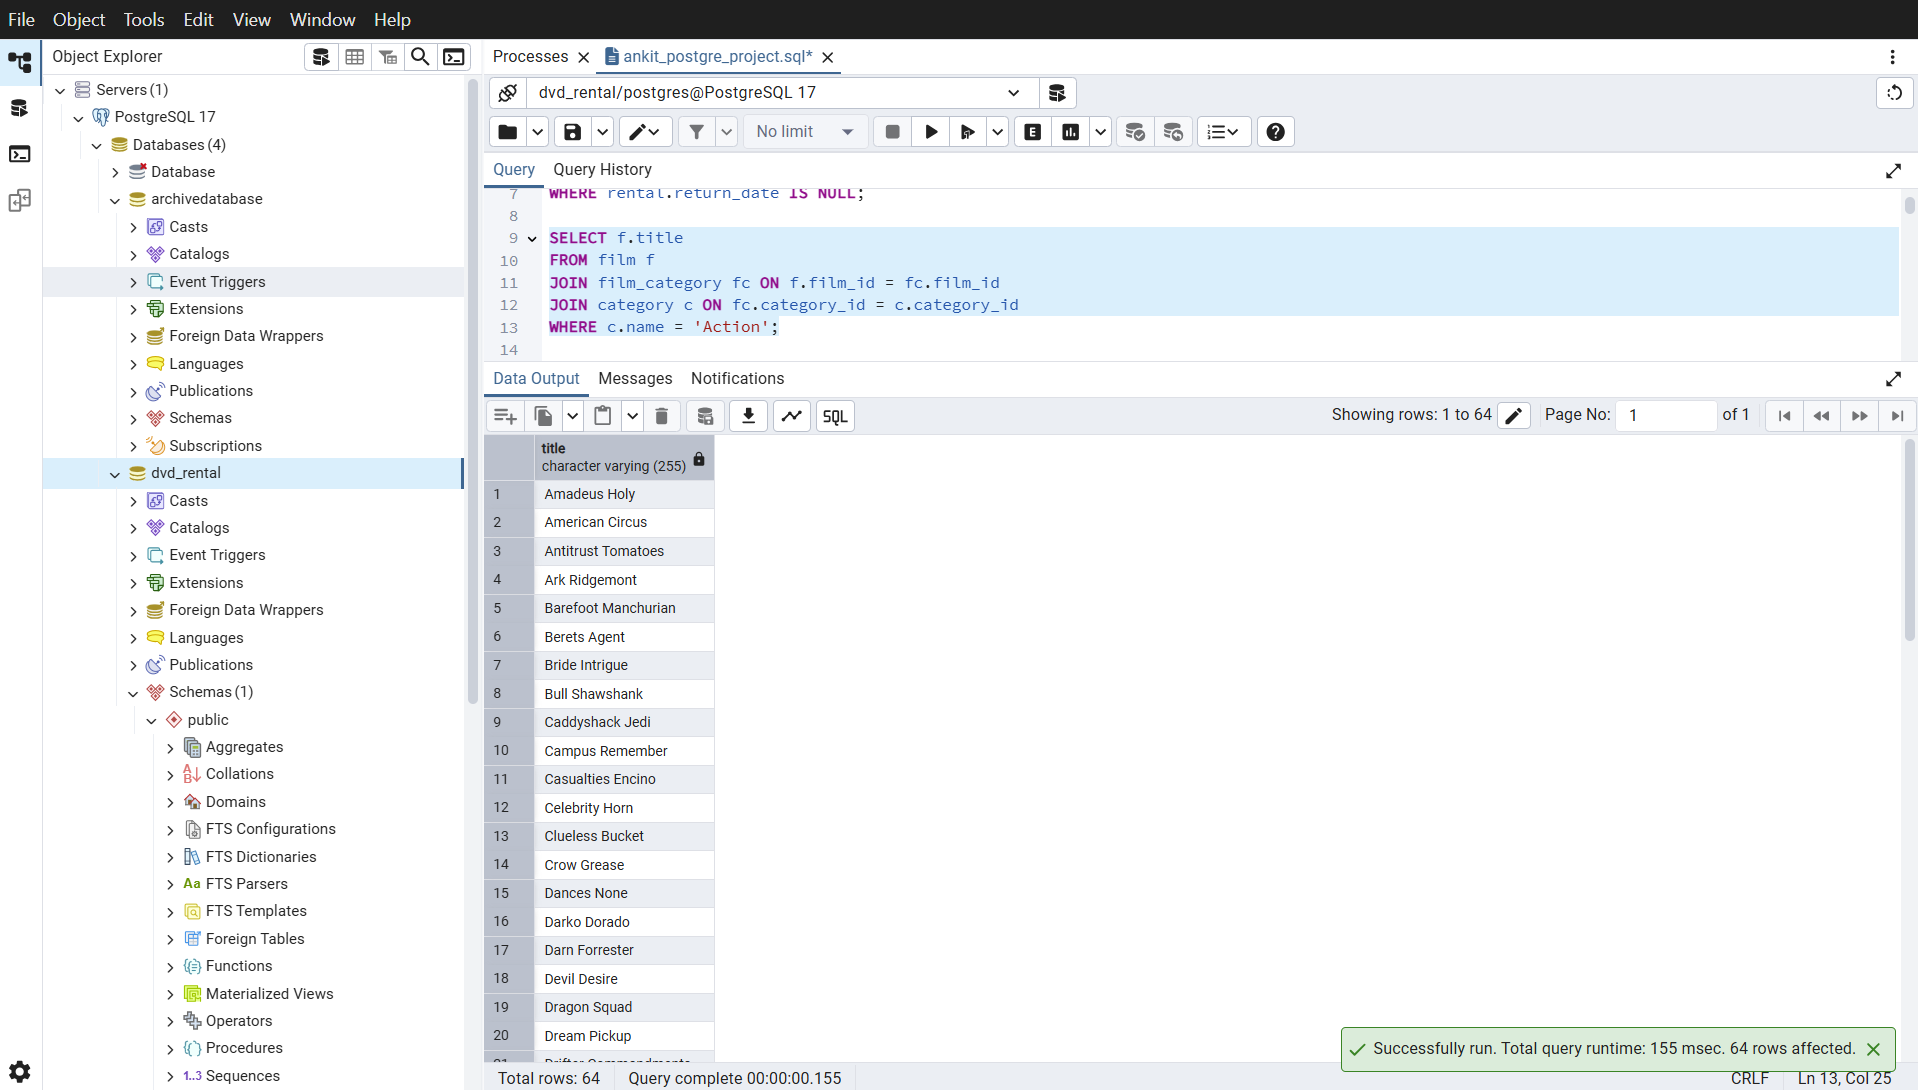 File Object Tools Edit View Window Help
Object Explorer
Servers (1)
PostgreSQL 17
Databases (4)
Database
archivedatabase
Casts
Catalogs
Event Triggers
Extensions
Foreign Data Wrappers
Languages
Publications
Schemas
Subscriptions
dvd_rental
Casts
Catalogs
Event Triggers
Extensions
Foreign Data Wrappers
Languages
Publications
Schemas (1)
public
Aggregates
Collations
Domains
FTS Configurations
FTS Dictionaries
Aa FTS Parsers
FTS Templates
Foreign Tables
Functions
Materialized Views
Operators
Procedures
1..3 Sequences
Processes ankit_postgre_project.sql*
dvd_rental/postgres@PostgreSQL 17
No limit E
Query Query History
7 WHERE rental.return_date IS NULL;
8
9 SELECT f.title
10 FROM film f
11 JOIN film_category fc ON f.film_id = fc.film_id
12 JOIN category c ON fc.category_id = c.category_id
13 WHERE c.name = 'Action';
14
Data Output Messages Notifications
SQL Showing rows: 1 to 64 Page No: 1 of 1
title
character varying (255)
1 Amadeus Holy
2 American Circus
3 Antitrust Tomatoes
4 Ark Ridgemont
5 Barefoot Manchurian
6 Berets Agent
7 Bride Intrigue
8 Bull Shawshank
9 Caddyshack Jedi
10 Campus Remember
11 Casualties Encino
12 Celebrity Horn
13 Clueless Bucket
14 Crow Grease
15 Dances None
16 Darko Dorado
17 Darn Forrester
18 Devil Desire
19 Dragon Squad
20 Dream Pickup
Successfully run. Total query runtime: 155 msec. 64 rows affected.
Total rows: 64 Query complete 00:00:00.155 CRLF Ln 13, Col 25